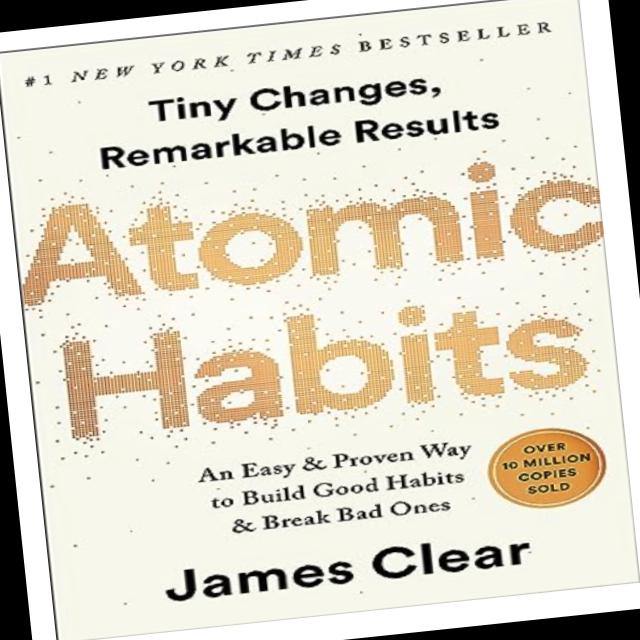 #1 NEW YORK TIMES BESTSELLER
Tiny Changes,
Remarkable Results
Atomic
Habits
An Easy & Proven Way
to Build Good Habits
& Break Bad Ones
OVER
10 MILLION
COPIES
SOLD
James Clear